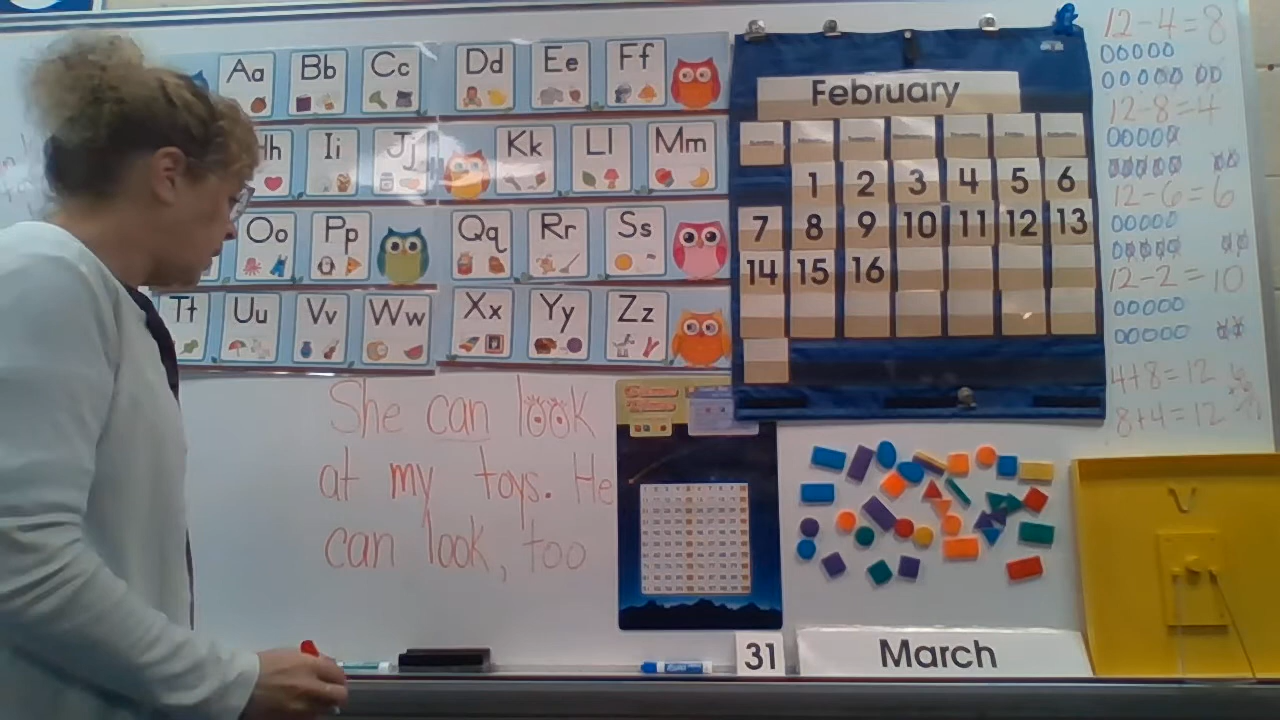 Aa Bb Cc Dd Ee Ff
Hh Ii Jj Kk Ll Mm
Oo Pp Qq Rr Ss
Tt Uu Vv Ww Xx Yy Zz
She can look
at my toys. He
can look, too
February
1 2 3 4 5 6
7 8 9 10 11 12 13
14 15 16
31 March
12-4=8
12-8=4
12-6=6
12-2=10
4+8=12
8+4=12